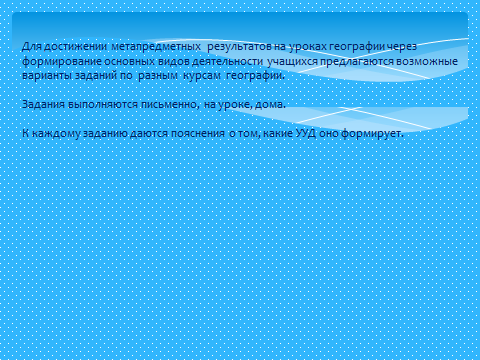 Для достижении метапредметных результатов на уроках географии через
формирование основных видов деятельности учащихся предлагаются возможные
варианты заданий по разным курсам географии.
Задания выполняются письменно, на уроке, дома.
К каждому заданию даются пояснения о том, какие УУД оно формирует.